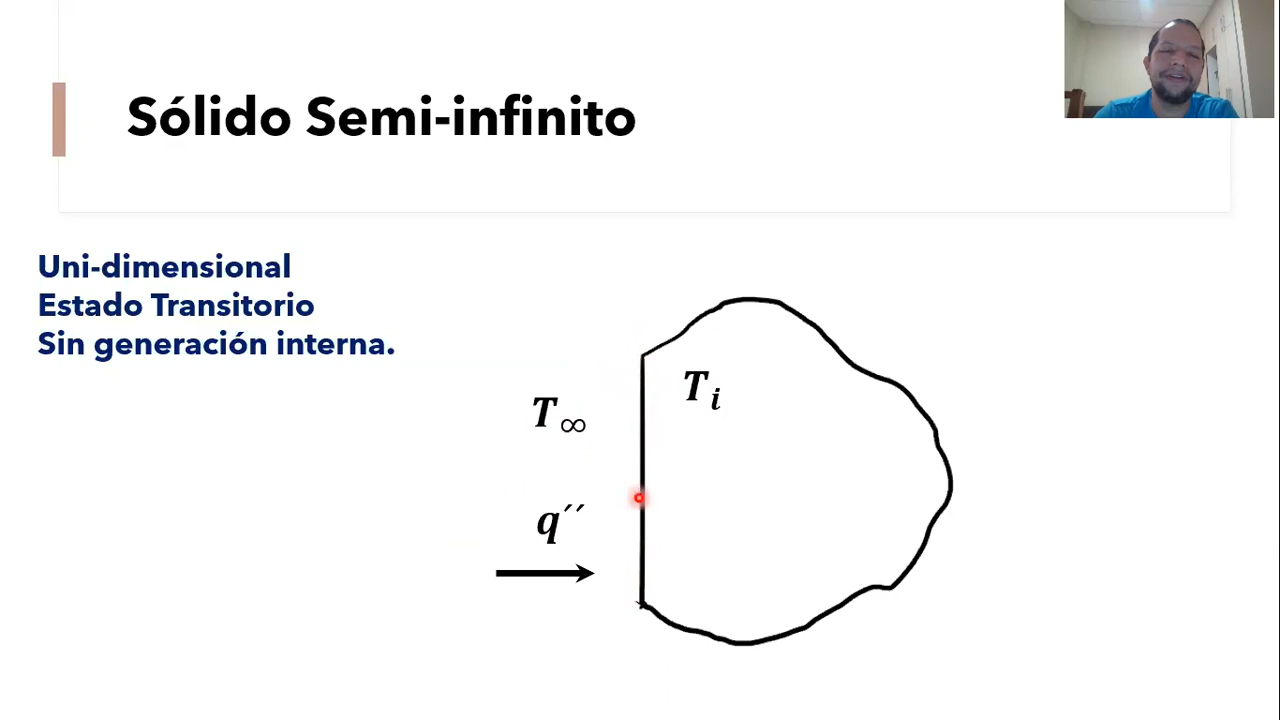 Sólido Semi-infinito
Uni-dimensional
Estado Transitorio
Sin generación interna.
T∞
Ti
q´´